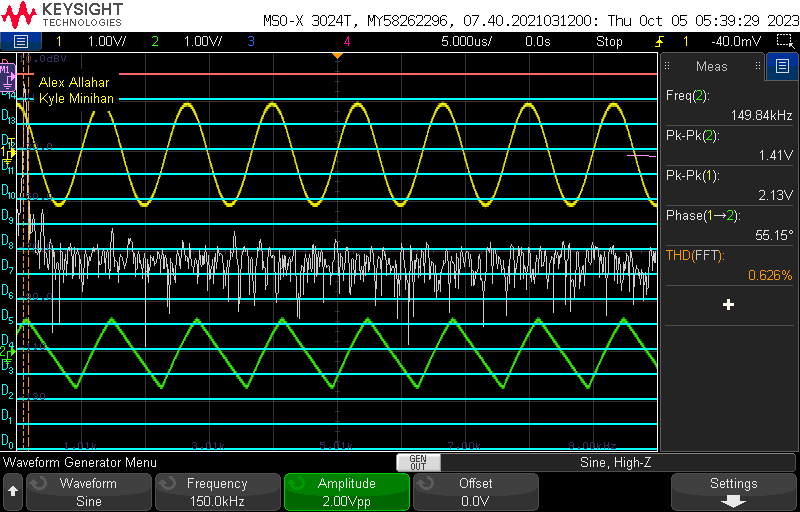 KEYSIGHT
TECHNOLOGIES
MSO-X 3024T, MY58262296, 07.40.2021031200: Thu Oct 05 05:39:29 2023
1 1.00V/ 2 1.00V/ 3 4 5.000us/ 0.0s Stop 1 -40.0mV
Alex Allahar
Kyle Minihan
M1
D14
D13
D11
D10
D9
D8
D7
D6
D5
D4
D3
D2
D1
D0
1.01k 3.01k 5.01k 7.00k 9.00k
Meas
Freq(2):
149.84kHz
Pk-Pk(2):
1.41V
Pk-Pk(1):
2.13V
Phase(1→2):
55.15°
THD(FFT):
0.626%
+
Waveform Generator Menu
GEN
OUT
Sine, High-Z
Waveform
Sine
Frequency
150.0kHz
Amplitude
2.00Vpp
Offset
0.0V
Settings